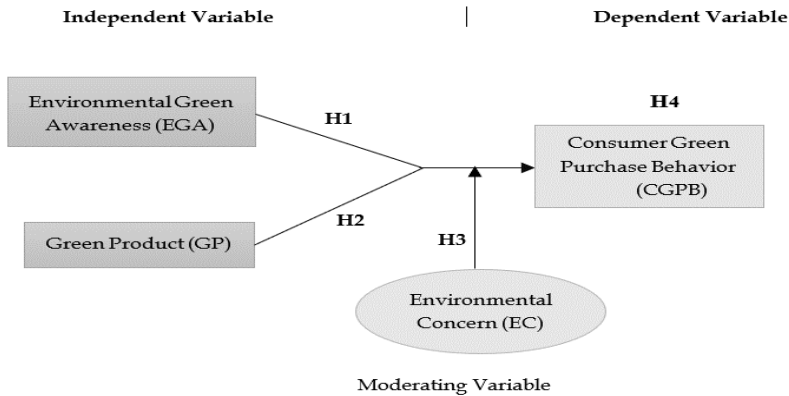 Independent Variable
Dependent Variable
Environmental Green
Awareness (EGA)
H1
H4
Consumer Green
Purchase Behavior
(CGPB)
Green Product (GP)
H2
H3
Environmental
Concern (EC)
Moderating Variable